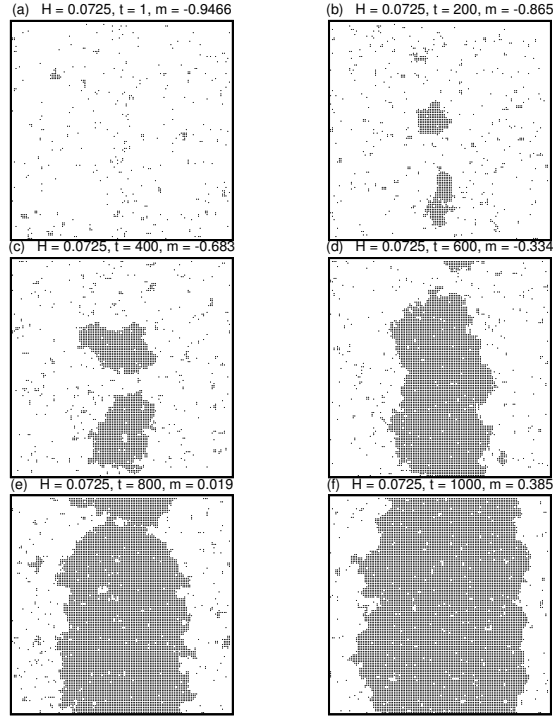 (a) H = 0.0725, t = 1, m = -0.9466
(b) H = 0.0725, t = 200, m = -0.865
(c) H = 0.0725, t = 400, m = -0.683
(d) H = 0.0725, t = 600, m = -0.334
(e) H = 0.0725, t = 800, m = 0.019
(f) H = 0.0725, t = 1000, m = 0.385